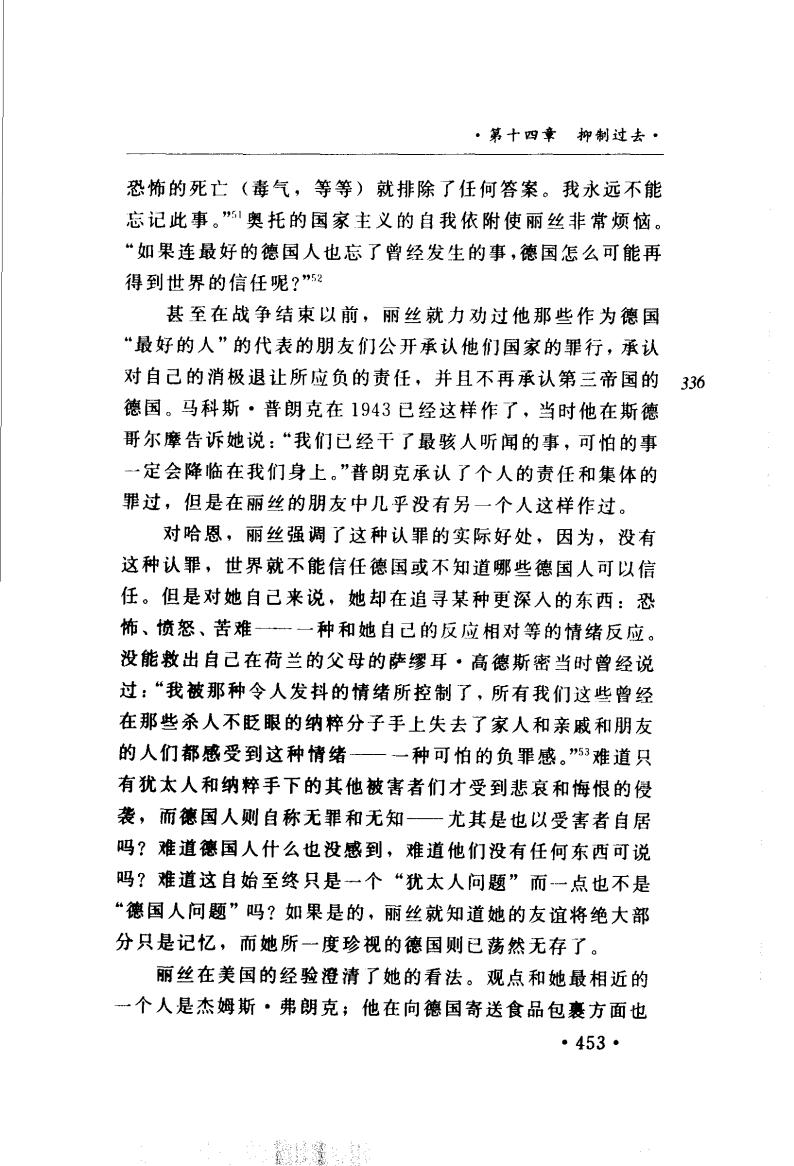 ·第十四章 抑制过去·
恐怖的死亡（毒气，等等）就排除了任何答案。我永远不能
忘记此事。”51奥托的国家主义的自我依附使丽丝非常烦恼。
“如果连最好的德国人也忘了曾经发生的事，德国怎么可能再
得到世界的信任呢？”52
甚至在战争结束以前，丽丝就力劝过他那些作为德国
“最好的人”的代表的朋友们公开承认他们国家的罪行，承认
对自己的消极退让所应负的责任，并且不再承认第三帝国的
336
德国。马科斯·普朗克在1943已经这样作了，当时他在斯德
哥尔摩告诉她说：“我们已经干了最骇人听闻的事，可怕的事
一定会降临在我们身上。”普朗克承认了个人的责任和集体的
罪过，但是在丽丝的朋友中几乎没有另一个人这样作过。
对哈恩，丽丝强调了这种认罪的实际好处，因为，没有
这种认罪，世界就不能信任德国或不知道哪些德国人可以信
任。但是对她自己来说，她却在追寻某种更深入的东西：恐
怖、愤怒、苦难——一种和她自己的反应相对等的情绪反应。
没能救出自己在荷兰的父母的萨缪耳·高德斯密当时曾经说
过：“我被那种令人发抖的情绪所控制了，所有我们这些曾经
在那些杀人不眨眼的纳粹分子手上失去了家人和亲戚和朋友
的人们都感受到这种情绪——一种可怕的负罪感。”53难道只
有犹太人和纳粹手下的其他被害者们才受到悲哀和悔恨的侵
袭，而德国人则自称无罪和无知——尤其是也以受害者自居
吗？难道德国人什么也没感到，难道他们没有任何东西可说
吗？难道这自始至终只是一个“犹太人问题”而一点也不是
“德国人问题”吗？如果是的，丽丝就知道她的友谊将绝大部
分只是记忆，而她所一度珍视的德国则已荡然无存了。
丽丝在美国的经验澄清了她的看法。观点和她最相近的
一个人是杰姆斯·弗朗克；他在向德国寄送食品包裹方面也
·453·